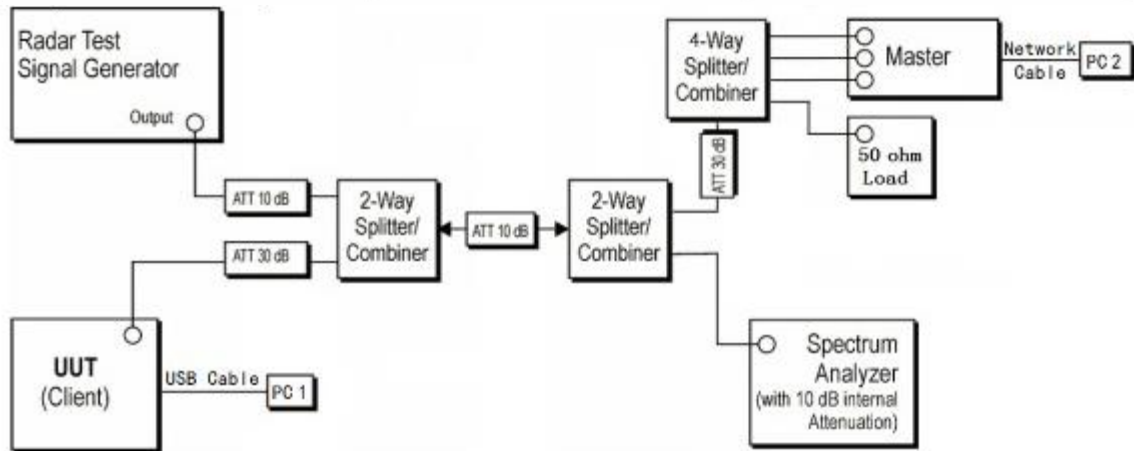 Radar Test
Signal Generator
Output
ATT 10 dB
ATT 30 dB
2-Way
Splitter/
Combiner
ATT 10 dB
2-Way
Splitter/
Combiner
ATT 30 dB
4-Way
Splitter/
Combiner
Master
Network
Cable
PC 2
50 ohm
Load
UUT
(Client)
USB Cable
PC 1
Spectrum
Analyzer
(with 10 dB internal
Attenuation)